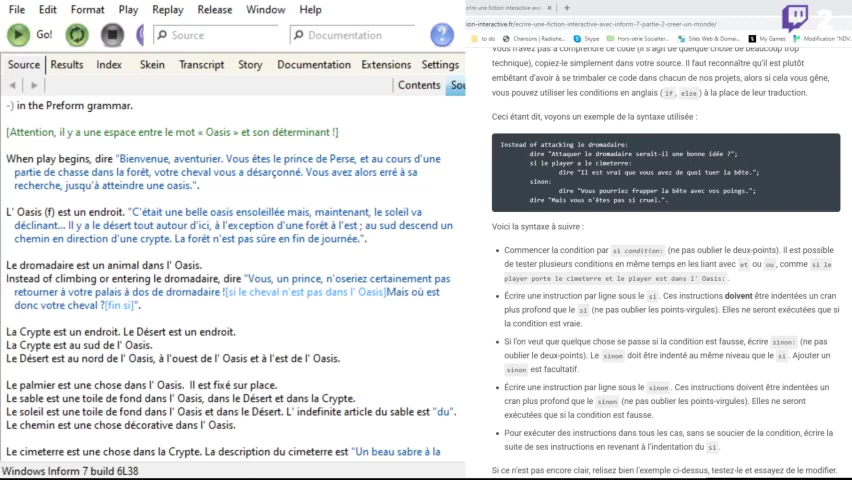 File Edit Format Play Replay Release Window Help
Go! Source Documentation
Source Results Index Skein Transcript Story Documentation Extensions Settings
Contents
-) in the Preform grammar.
[Attention, il y a une espace entre le mot « Oasis » et son déterminant !]
When play begins, dire "Bienvenue, aventurier. Vous êtes le prince de Perse, et au cours d'une
partie de chasse dans la forêt, votre cheval vous a désarçonné. Vous avez alors erré à sa
recherche, jusqu'à atteindre une oasis.".
L' Oasis (f) est un endroit. "C'était une belle oasis ensoleillée mais, maintenant, le soleil va
déclinant... Il y a le désert tout autour d'ici, à l'exception d'une forêt à l'est ; au sud descend un
chemin en direction d'une crypte. La forêt n'est pas sûre en fin de journée.".
Le dromadaire est un animal dans l' Oasis.
Instead of climbing or entering le dromadaire, dire "Vous, un prince, n'oseriez certainement pas
retourner à votre palais à dos de dromadaire ![si le cheval n'est pas dans l' Oasis]Mais où est
donc votre cheval ?[fin si]".
La Crypte est un endroit. Le Désert est un endroit.
La Crypte est au sud de l' Oasis.
Le Désert est au nord de l' Oasis, à l'ouest de l' Oasis et à l'est de l' Oasis.
Le palmier est une chose dans l' Oasis. Il est fixé sur place.
Le sable est une toile de fond dans l' Oasis, dans le Désert et dans la Crypte.
Le soleil est une toile de fond dans l' Oasis et dans le Désert. L' indefinite article du sable est "du".
Le chemin est une chose décorative dans l' Oasis.
Le cimeterre est une chose dans la Crypte. La description du cimeterre est "Un beau sabre à la
Windows Inform 7 build 6L38
crire une fiction interactive avec
ion-interactive.fr/ecrire-une-fiction-interactive-avec-inform-7-partie-2-creer-un-monde/
to do Chansons | Radiohe Skype Hors-série Socialter Sites Web & Domai My Games Modification "NDV
2
vous n'avez pas à comprendre ce code (il s'agit de quelque chose de beaucoup trop
technique), copiez-le simplement dans votre source. Il faut reconnaître qu'il est plutôt
embêtant d'avoir à se trimbaler ce code dans chacun de nos projets, alors si cela vous gêne,
vous pouvez utiliser les conditions en anglais ( if, else ) à la place de leur traduction.
Ceci étant dit, voyons un exemple de la syntaxe utilisée :
Instead of attacking le dromadaire:
dire "Attaquer le dromadaire serait-il une bonne idée ?";
si le player a le cimeterre:
dire "Il est vrai que vous avez de quoi tuer la bête.";
sinon:
dire "Vous pourriez frapper la bête avec vos poings.";
dire "Mais vous n'êtes pas si cruel.".
Voici la syntaxe à suivre :
• Commencer la condition par si condition: (ne pas oublier le deux-points). Il est possible
de tester plusieurs conditions en même temps en les liant avec et ou ou, comme si le
player porte le cimeterre et le player est dans l' Oasis: .
• Écrire une instruction par ligne sous le si. Ces instructions doivent être indentées un cran
plus profond que le si (ne pas oublier les points-virgules). Elles ne seront exécutées que si
la condition est vraie.
• Si l'on veut que quelque chose se passe si la condition est fausse, écrire sinon: (ne pas
oublier le deux-points). Le sinon doit être indenté au même niveau que le si. Ajouter un
sinon est facultatif.
• Écrire une instruction par ligne sous le sinon. Ces instructions doivent être indentées un
cran plus profond que le sinon (ne pas oublier les points-virgules). Elles ne seront
exécutées que si la condition est fausse.
• Pour exécuter des instructions dans tous les cas, sans se soucier de la condition, écrire la
suite de ses instructions en revenant à l'indentation du si.
Si ce n'est pas encore clair, relisez bien l'exemple ci-dessus, testez-le et essayez de le modifier.